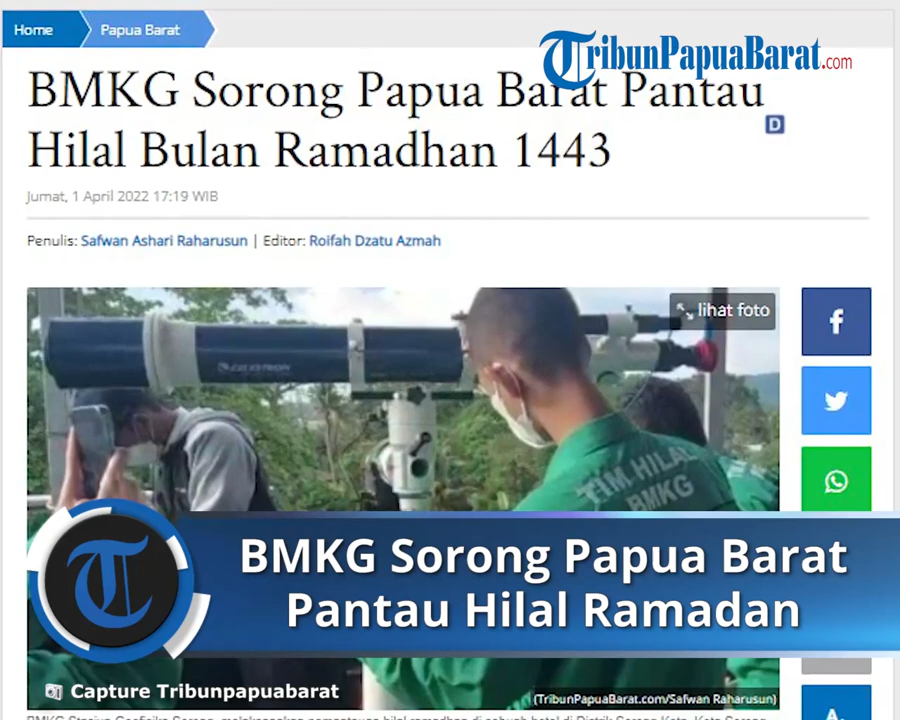 Home Papua Barat
TribunPapuaBarat.com
BMKG Sorong Papua Barat Pantau
Hilal Bulan Ramadhan 1443
D
Jumat, 1 April 2022 17:19 WIB
Penulis: Safwan Ashari Raharusun | Editor: Roifah Dzatu Azmah
lihat foto
CELESTRON
TIM HILAL
BMKG
BMKG Sorong Papua Barat
Pantau Hilal Ramadan
Capture Tribunpapuabarat
(TribunPapuaBarat.com/Safwan Raharusun)